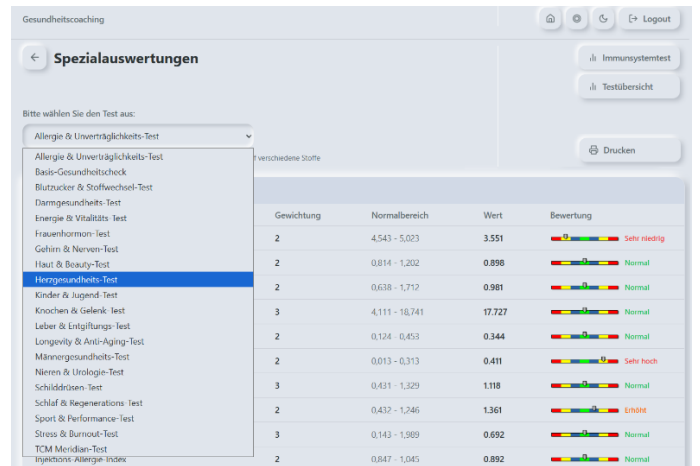 Gesundheitscoaching
Logout
Spezialauswertungen
Immunsystemtest
Testübersicht
Bitte wählen Sie den Test aus:
Allergie & Unverträglichkeits-Test
verschiedene Stoffe
Drucken
Allergie & Unverträglichkeits-Test
Basis-Gesundheitscheck
Blutzucker & Stoffwechsel-Test
Darmgesundheits-Test
Energie & Vitalitäts-Test
Frauenhormon-Test
Gehirn & Nerven-Test
Haut & Beauty-Test
Herzgesundheits-Test
Kinder & Jugend-Test
Knochen & Gelenk-Test
Leber & Entgiftungs-Test
Longevity & Anti-Aging-Test
Männergesundheits-Test
Nieren & Urologie-Test
Schilddrüsen-Test
Schlaf & Regenerations-Test
Sport & Performance-Test
Stress & Burnout-Test
TCM Meridian-Test
Gewichtung Normalbereich Wert Bewertung
2 4,543 - 5,023 3.551 Sehr niedrig
2 0,814 - 1,202 0.898 Normal
2 0,638 - 1,712 0.981 Normal
3 4,111 - 18,741 17.727 Normal
2 0,124 - 0,453 0.344 Normal
2 0,013 - 0,313 0.411 Sehr hoch
3 0,431 - 1,329 1.118 Normal
2 0,432 - 1,246 1.361 Erhöht
3 0,143 - 1,989 0.692 Normal
Injektions-Allergie-Index 2 0,847 - 1,045 0.892 Normal